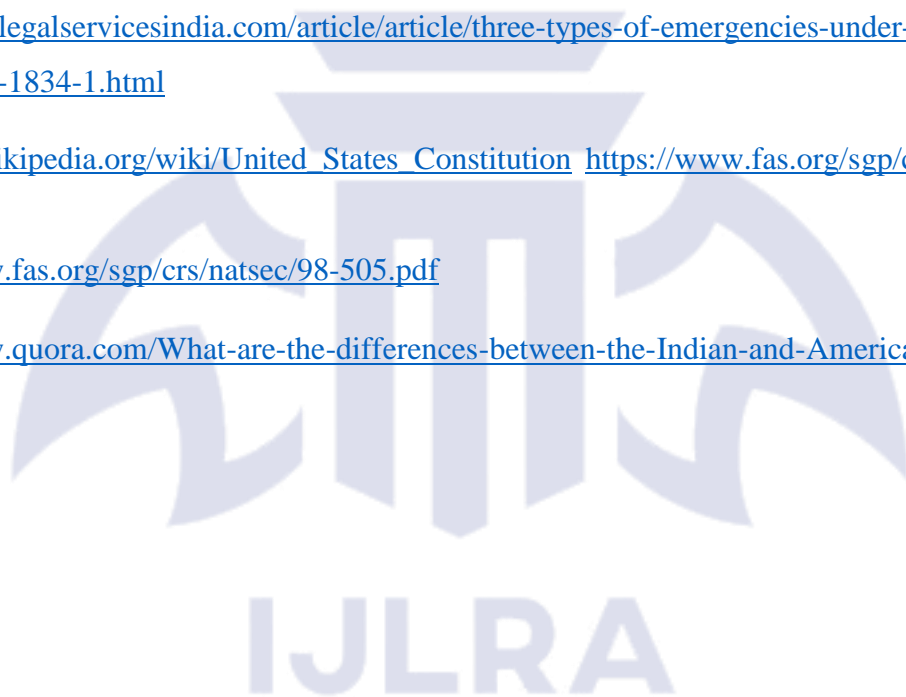 legalservicesindia.com/article/article/three-types-of-emergencies-under-
-1834-1.html
ikipedia.org/wiki/United_States_Constitution https://www.fas.org/sgp/c
.fas.org/sgp/crs/natsec/98-505.pdf
.quora.com/What-are-the-differences-between-the-Indian-and-America
IJLRA